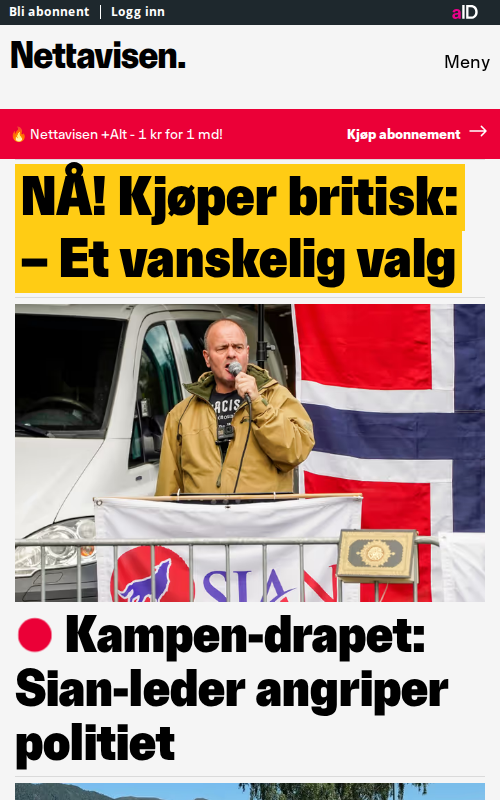 Bli abonnent | Logg inn
aID
Nettavisen.
Meny
🔥 Nettavisen +Alt - 1 kr for 1 md!
Kjøp abonnement →
NÅ! Kjøper britisk:
– Et vanskelig valg
SIAN
Kampen-drapet:
Sian-leder angriper
politiet